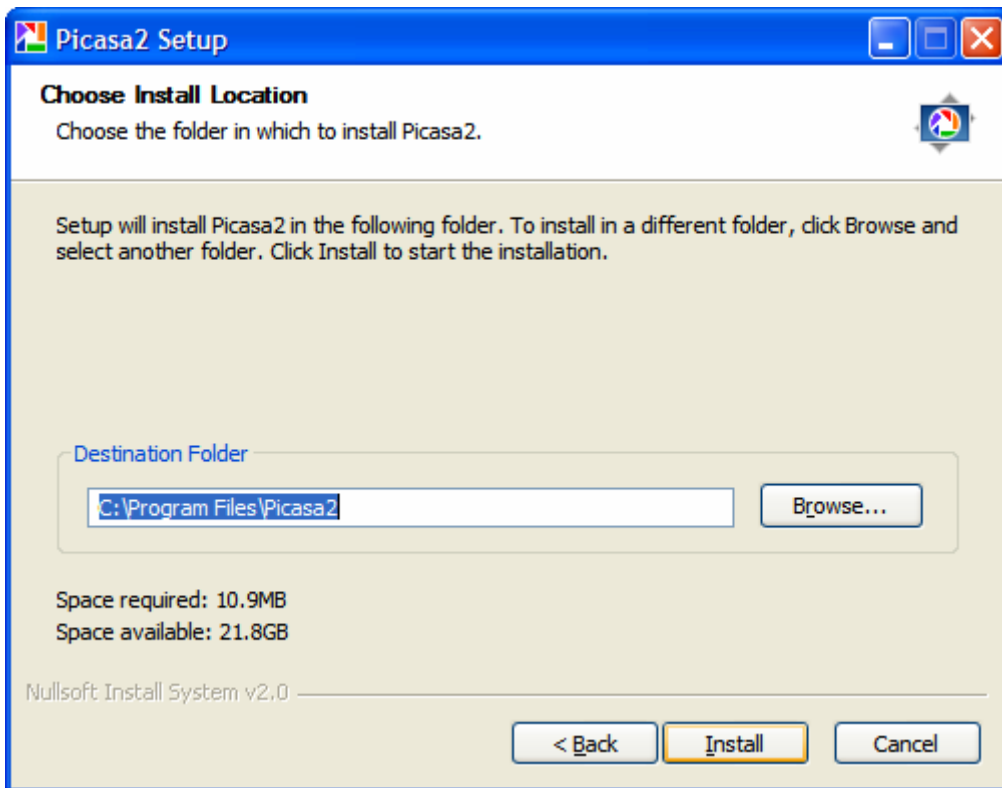 Picasa2 Setup
Choose Install Location
Choose the folder in which to install Picasa2.
Setup will install Picasa2 in the following folder. To install in a different folder, click Browse and
select another folder. Click Install to start the installation.
Destination Folder
C:\Program Files\Picasa2
Browse...
Space required: 10.9MB
Space available: 21.8GB
Nullsoft Install System v2.0
< Back
Install
Cancel